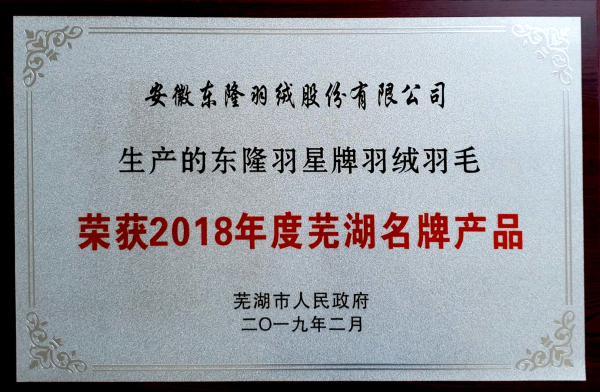 安徽东隆羽绒股份有限公司
生产的东隆羽星牌羽绒羽毛
荣获2018年度芜湖名牌产品
芜湖市人民政府
二〇一九年二月